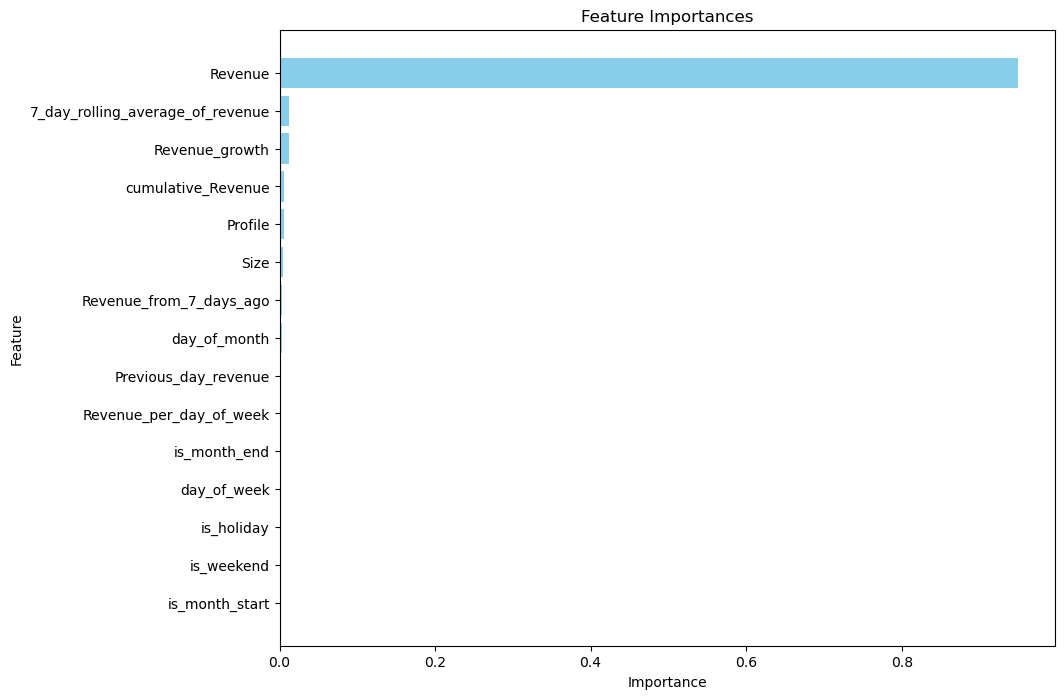 Feature Importances
Revenue
7_day_rolling_average_of_revenue
Revenue_growth
cumulative_Revenue
Profile
Size
Revenue_from_7_days_ago
day_of_month
Previous_day_revenue
Revenue_per_day_of_week
is_month_end
day_of_week
is_holiday
is_weekend
is_month_start
Feature
0.0 0.2 0.4 0.6 0.8
Importance